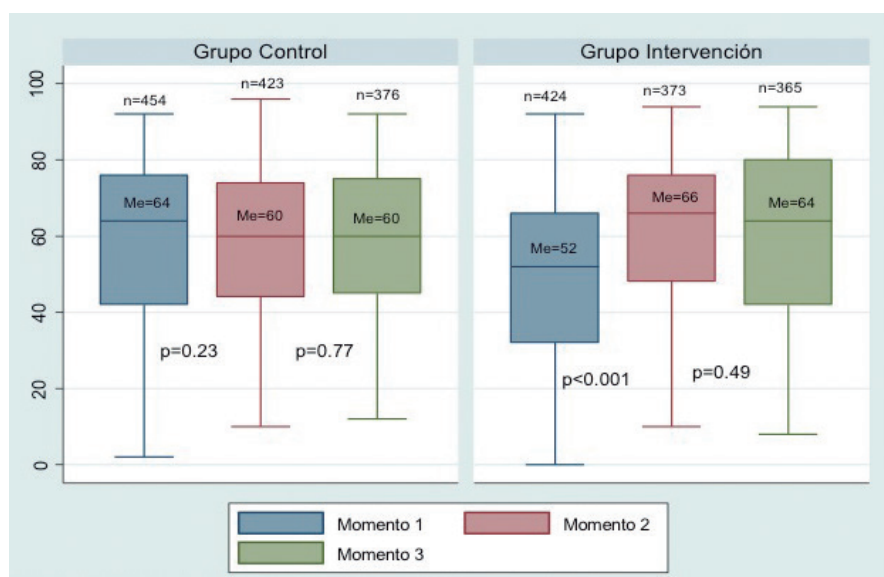 Grupo Control
Grupo Intervención
100
80
60
40
20
0
n=454
n=423
n=376
n=424
n=373
n=365
Me=64
Me=60
Me=60
Me=52
Me=66
Me=64
p=0.23
p=0.77
p<0.001
p=0.49
Momento 1
Momento 2
Momento 3